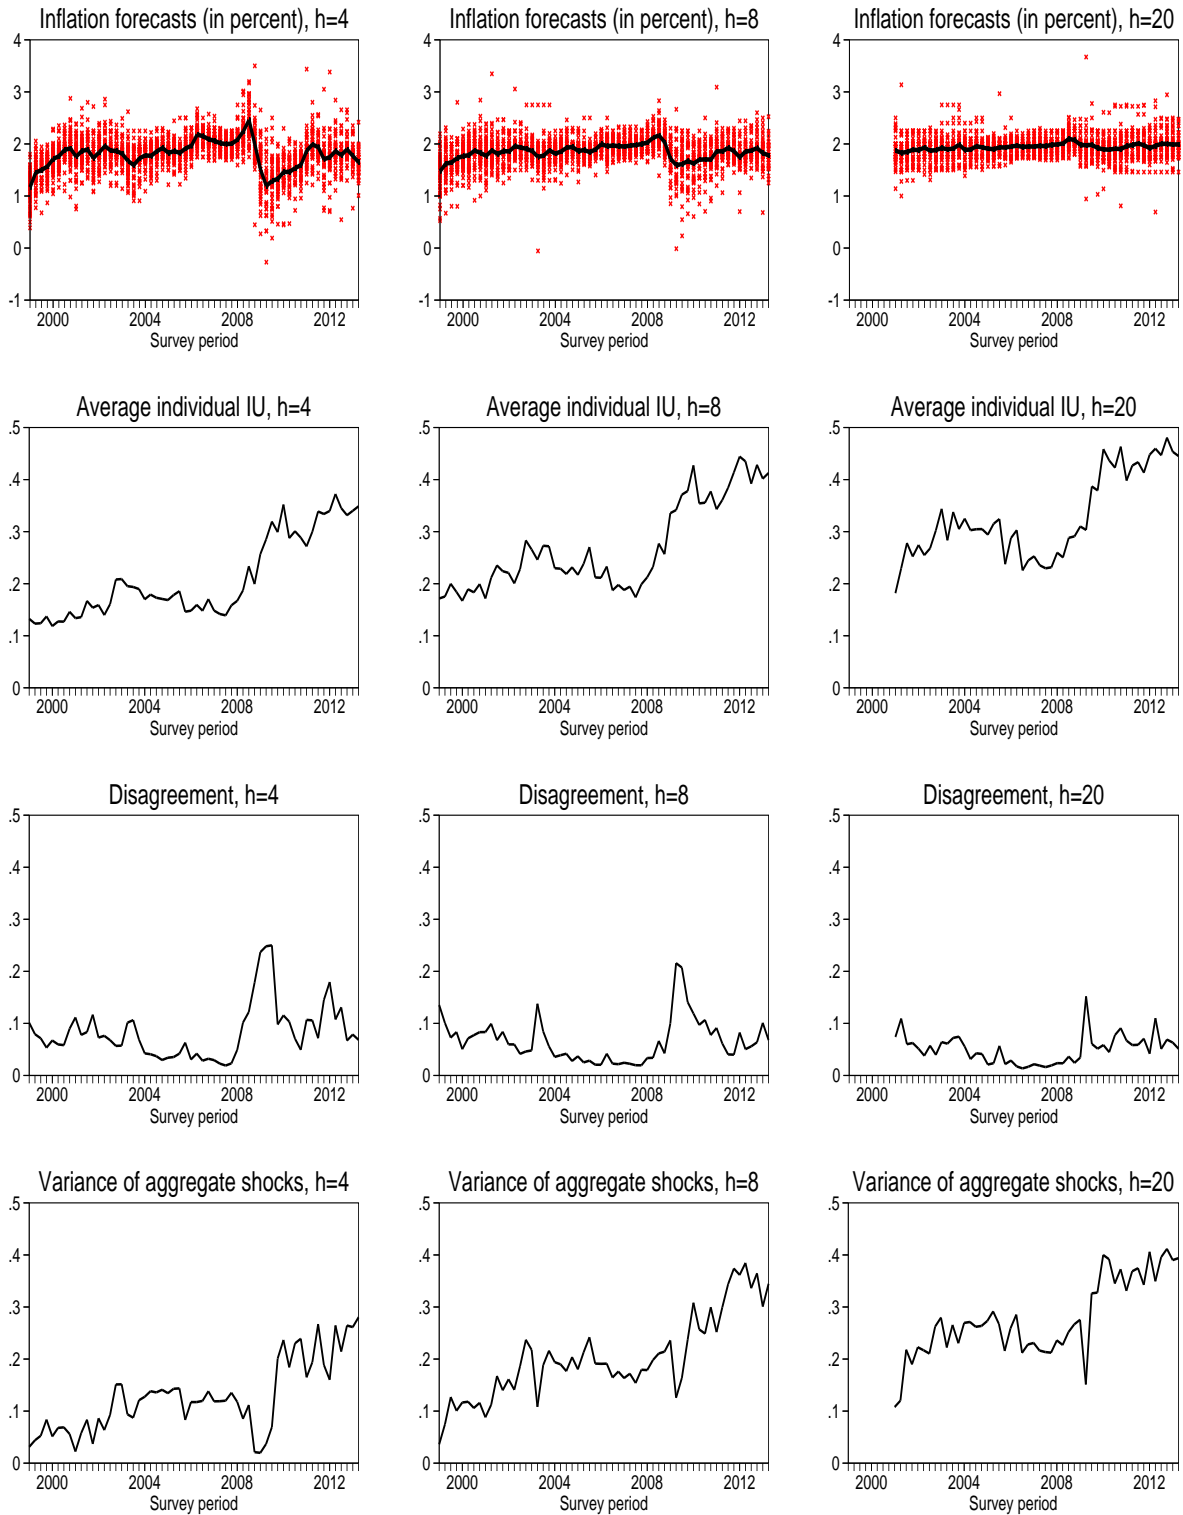 Inflation forecasts (in percent), h=4
Inflation forecasts (in percent), h=8
Inflation forecasts (in percent), h=20
4
3
2
1
0
-1
2000 2004 2008 2012
Survey period
4
3
2
1
0
-1
2000 2004 2008 2012
Survey period
4
3
2
1
0
-1
2000 2004 2008 2012
Survey period
Average individual IU, h=4
Average individual IU, h=8
Average individual IU, h=20
.5
.4
.3
.2
.1
0
2000 2004 2008 2012
Survey period
.5
.4
.3
.2
.1
0
2000 2004 2008 2012
Survey period
.5
.4
.3
.2
.1
0
2000 2004 2008 2012
Survey period
Disagreement, h=4
Disagreement, h=8
Disagreement, h=20
.5
.4
.3
.2
.1
0
2000 2004 2008 2012
Survey period
.5
.4
.3
.2
.1
0
2000 2004 2008 2012
Survey period
.5
.4
.3
.2
.1
0
2000 2004 2008 2012
Survey period
Variance of aggregate shocks, h=4
Variance of aggregate shocks, h=8
Variance of aggregate shocks, h=20
.5
.4
.3
.2
.1
0
2000 2004 2008 2012
Survey period
.5
.4
.3
.2
.1
0
2000 2004 2008 2012
Survey period
.5
.4
.3
.2
.1
0
2000 2004 2008 2012
Survey period